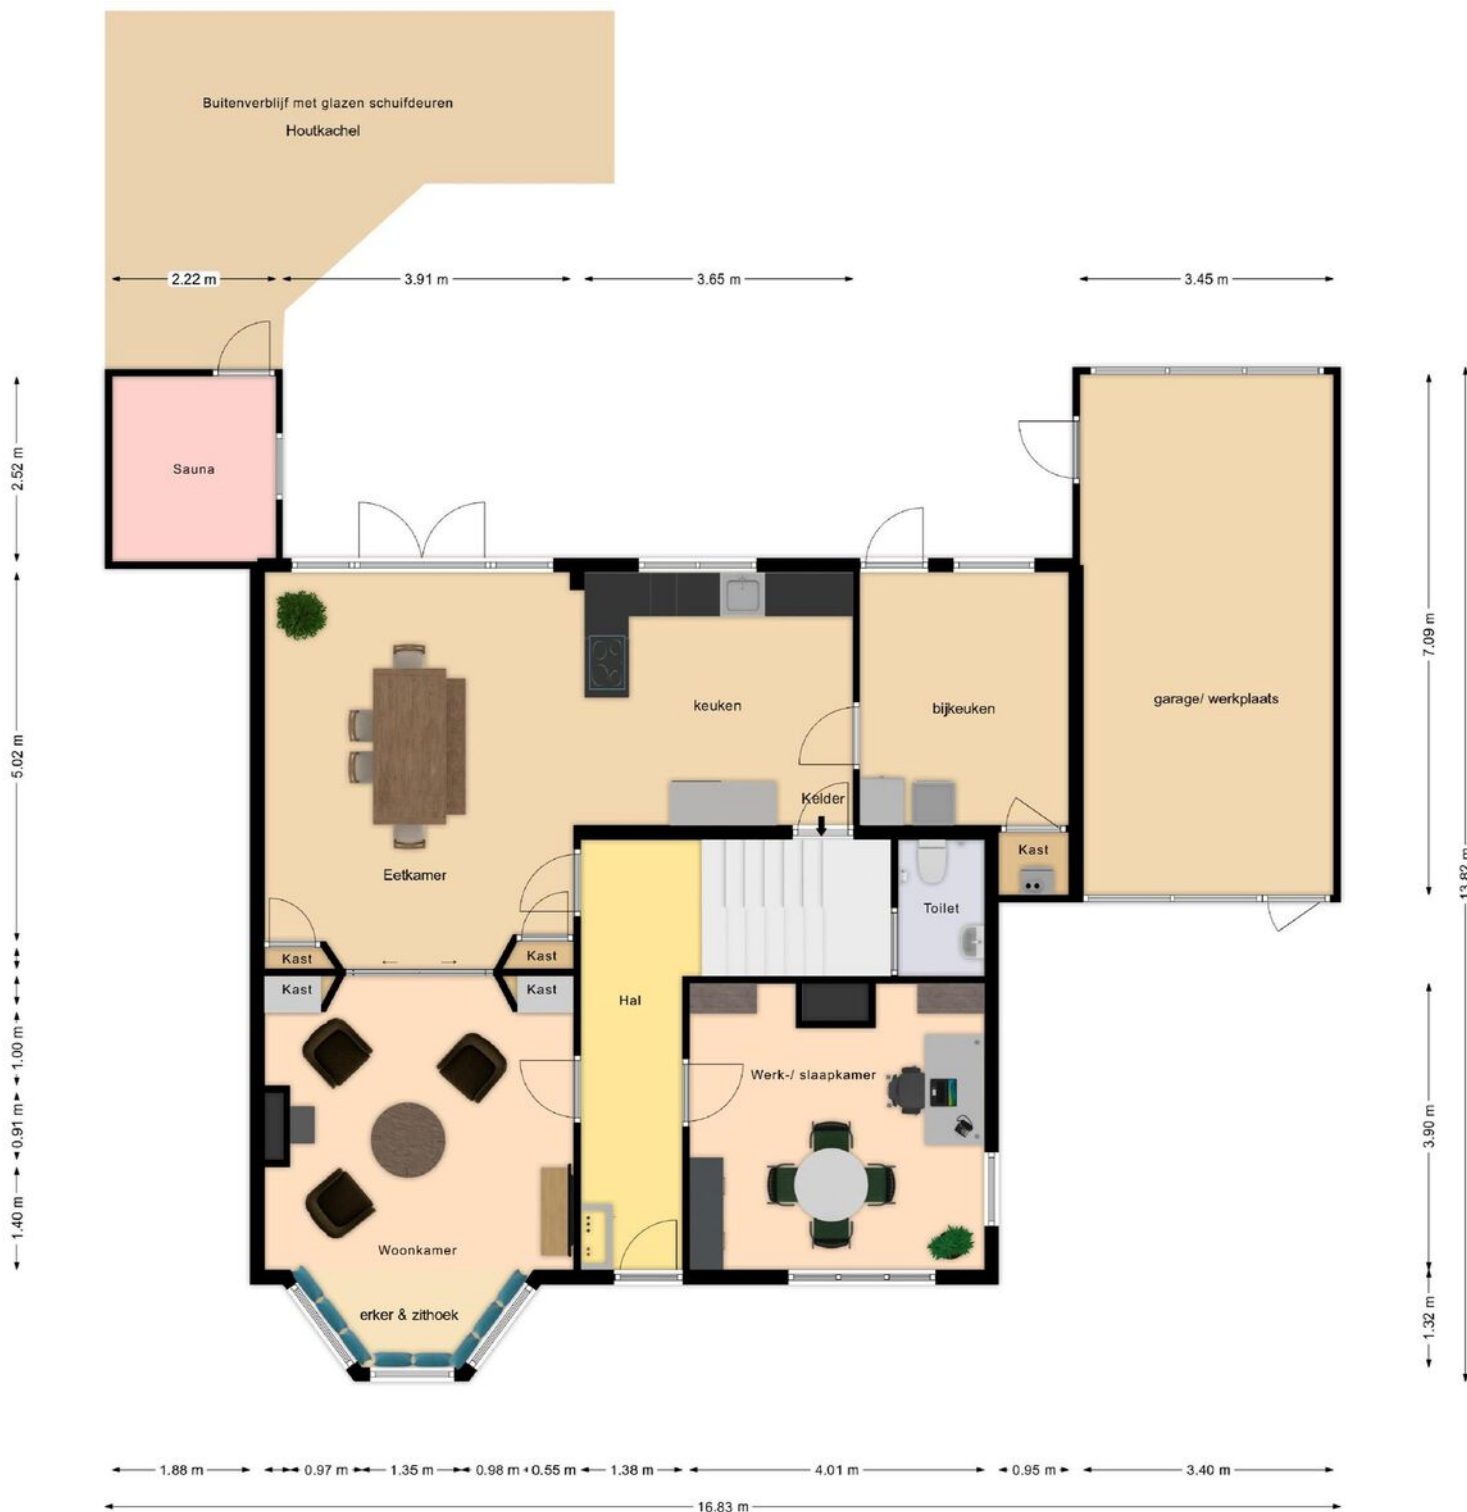 Buitenverblijf met glazen schuifdeuren
Houtkachel
2.22 m
3.91 m
3.65 m
3.45 m
Sauna
2.52 m
5.02 m
1.00 m
0.91 m
1.40 m
7.09 m
3.90 m
1.32 m
13.82 m
keuken
bijkeuken
garage/ werkplaats
Kelder
Kast
Eetkamer
Toilet
Kast
Kast
Kast
Kast
Hal
Werk-/ slaapkamer
Woonkamer
erker & zithoek
1.88 m
0.97 m
1.35 m
0.98 m
0.55 m
1.38 m
4.01 m
0.95 m
3.40 m
16.83 m